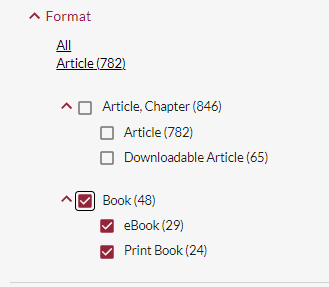 Format
All
Article (782)
Article, Chapter (846)
Article (782)
Downloadable Article (65)
Book (48)
eBook (29)
Print Book (24)